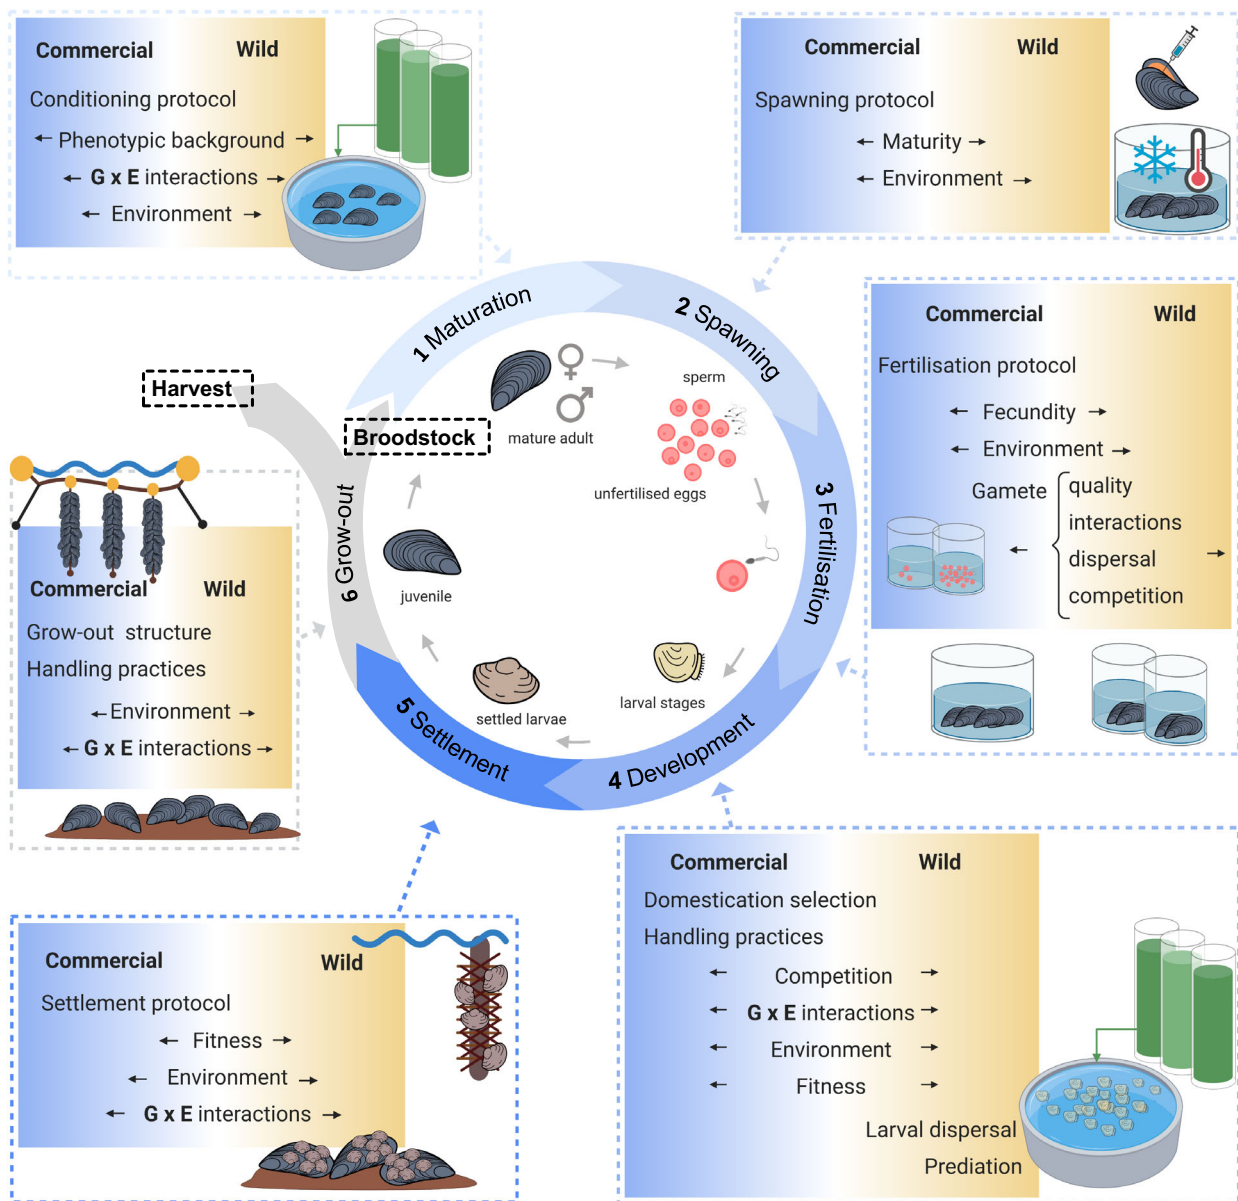 Commercial Wild
Conditioning protocol
← Phenotypic background →
← G x E interactions →
← Environment →
Commercial Wild
Spawning protocol
← Maturity →
← Environment →
1 Maturation
2 Spawning
3 Fertilisation
4 Development
5 Settlement
6 Grow-out
Harvest
Broodstock
mature adult
sperm
unfertilised eggs
larval stages
settled larvae
juvenile
Commercial Wild
Fertilisation protocol
← Fecundity →
← Environment →
Gamete
quality
interactions
dispersal
competition
Commercial Wild
Grow-out structure
Handling practices
← Environment →
← G x E interactions →
Commercial Wild
Settlement protocol
← Fitness →
← Environment →
← G x E interactions →
Commercial Wild
Domestication selection
Handling practices
← Competition →
← G x E interactions →
← Environment →
← Fitness →
Larval dispersal
Prediation